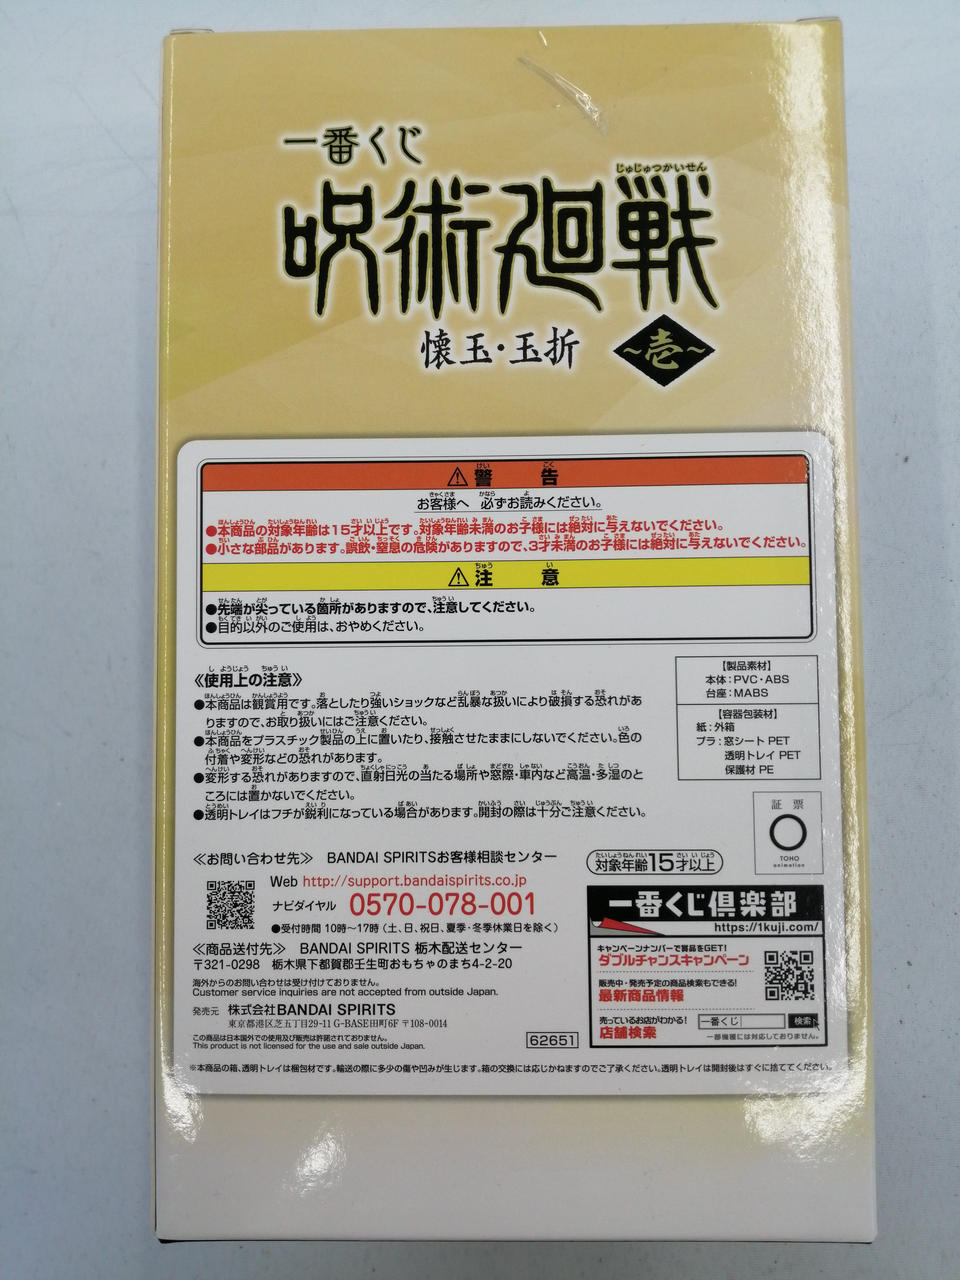 一番くじ
じゅじゅつかいせん
呪術廻戦
懐玉・玉折
～壱～
⚠警告
お客様へ 必ずお読みください。
●本商品の対象年齢は15才以上です。対象年齢未満のお子様には絶対に与えないでください。
●小さな部品があります。誤飲・窒息の危険がありますので、3才未満のお子様には絶対に与えないでください。
⚠注意
●先端が尖っている箇所がありますので、注意してください。
●目的以外のご使用は、おやめください。
《使用上の注意》
●本商品は観賞用です。落としたり強いショックなど乱暴な扱いにより破損する恐れがあ
りますので、お取り扱いにはご注意ください。
●本商品をプラスチック製品の上に置いたり、接触させたままにしないでください。色の
付着や変形などの恐れがあります。
●変形する恐れがありますので、直射日光の当たる場所や窓際・車内など高温・多湿のと
ころには置かないでください。
●透明トレイはフチが鋭利になっている場合があります。開封の際は十分ご注意ください。
【製品素材】
本体：PVC・ABS
台座：MABS
【容器包装材】
紙：外箱
プラ：窓シート PET
透明トレイ PET
保護材 PE
証票
TOHO
animation
≪お問い合わせ先≫ BANDAI SPIRITSお客様相談センター
対象年齢15才以上
Web http://support.bandaispirits.co.jp
ナビダイヤル 0570-078-001
●受付時間 10時～17時（土、日、祝日、夏季・冬季休業日を除く）
≪商品送付先≫ BANDAI SPIRITS 栃木配送センター
〒321-0298 栃木県下都賀郡壬生町おもちゃのまち4-2-20
海外からのお問い合わせは受け付けておりません。
Customer service inquiries are not accepted from outside Japan.
発売元 株式会社BANDAI SPIRITS
東京都港区芝五丁目29-11 G-BASE田町6F 〒108-0014
この商品は日本国外での使用及び販売は許諾されておりません。
This product is not licensed for the use and sale outside Japan.
62651
一番くじ倶楽部
https://1kuji.com/
キャンペーンナンバーで賞品をGET!
ダブルチャンスキャンペーン
販売中・発売予定の商品検索もできる!
最新商品情報
売っているお店がわかる!
店舗検索
一番くじ 検索
一部機種には対応しておりません。
※本商品の箱、透明トレイは梱包材です。輸送の際に多少の傷や凹みが生じます。箱の交換には応じかねますのでご了承ください。透明トレイは開封後はすぐに捨ててください。